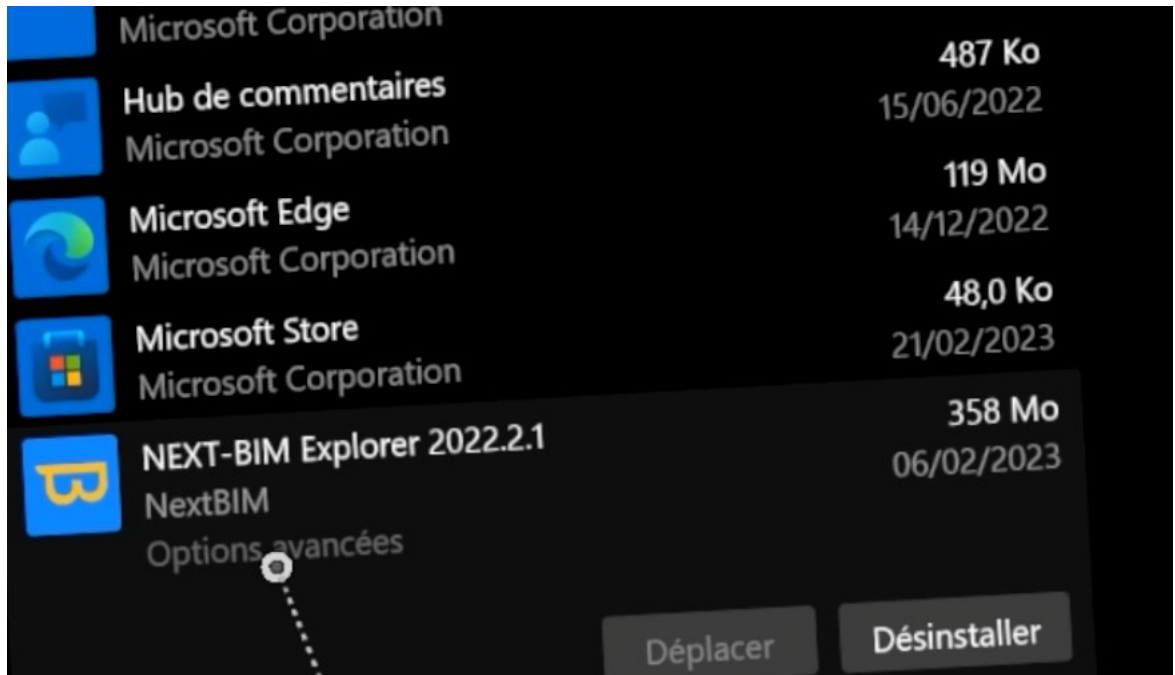 Microsoft Corporation
Hub de commentaires
487 Ko
Microsoft Corporation
15/06/2022
Microsoft Edge
119 Mo
Microsoft Corporation
14/12/2022
Microsoft Store
48,0 Ko
Microsoft Corporation
21/02/2023
NEXT-BIM Explorer 2022.2.1
358 Mo
NextBIM
06/02/2023
Options avancées
Déplacer
Désinstaller